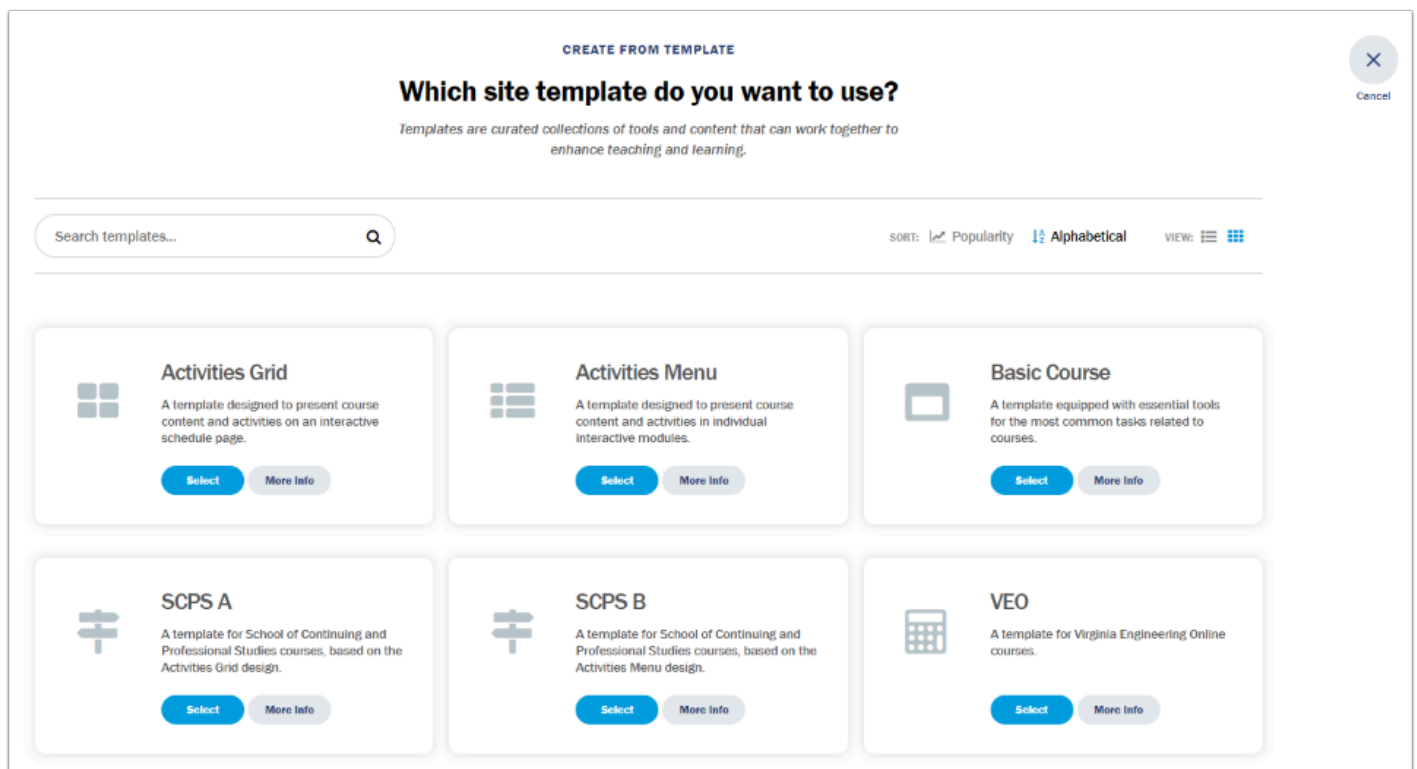 CREATE FROM TEMPLATE
Which site template do you want to use?
Cancel
Templates are curated collections of tools and content that can work together to
enhance teaching and learning.
Search templates...
SORT: Popularity Alphabetical VIEW:
Activities Grid
A template designed to present course
content and activities on an interactive
schedule page.
Select More Info
Activities Menu
A template designed to present course
content and activities in individual
interactive modules.
Select More Info
Basic Course
A template equipped with essential tools
for the most common tasks related to
courses.
Select More Info
SCPS A
A template for School of Continuing and
Professional Studies courses, based on the
Activities Grid design.
Select More Info
SCPS B
A template for School of Continuing and
Professional Studies courses, based on the
Activities Menu design.
Select More Info
VEO
A template for Virginia Engineering Online
courses.
Select More Info